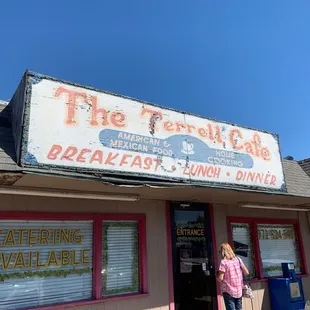 The Terrell Cafe
AMERICAN &
MEXICAN FOOD
HOME
COOKING
BREAKFAST • LUNCH • DINNER
CATERING
AVAILABLE
ENTRANCE